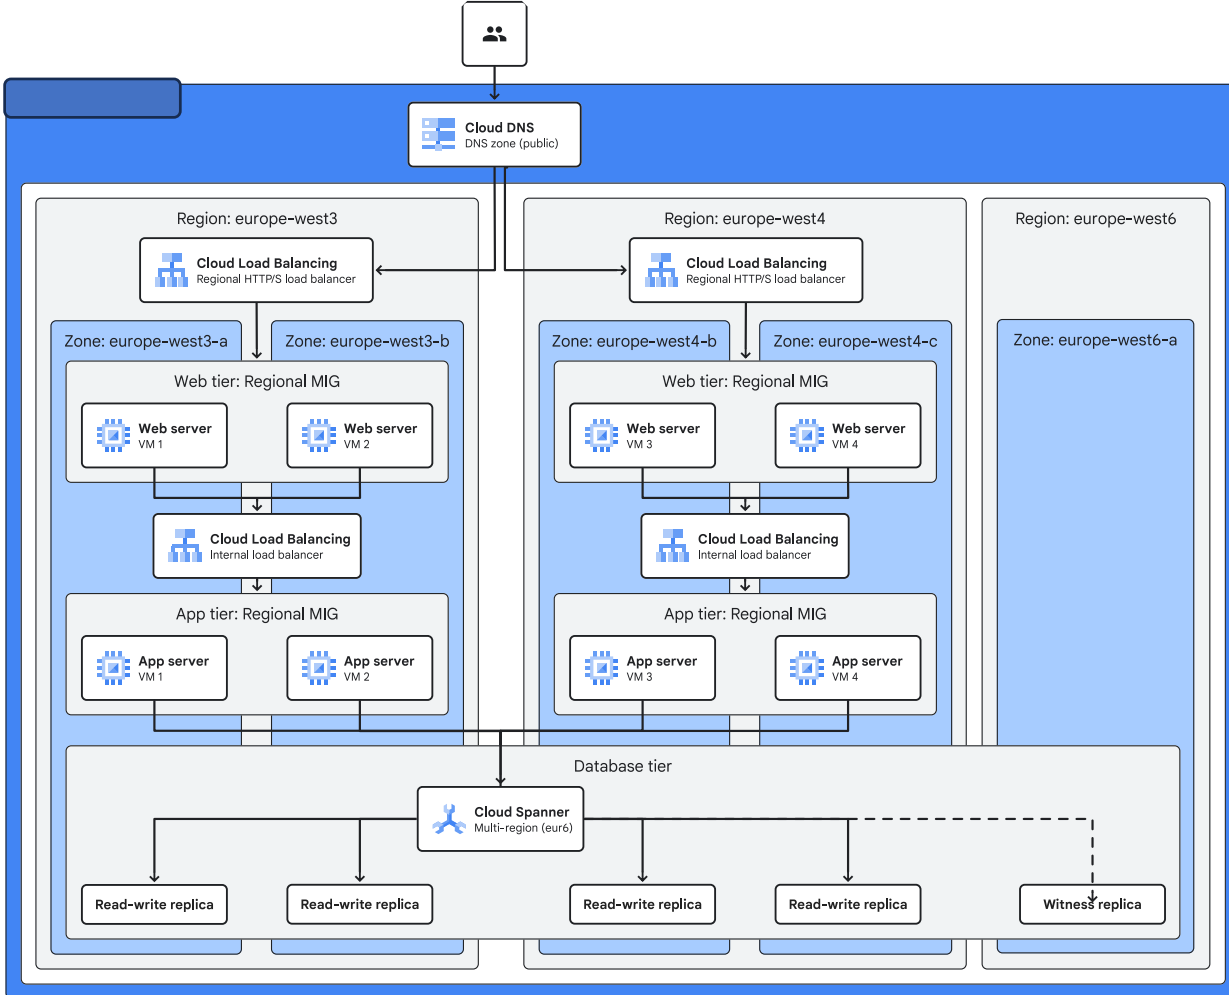 Cloud DNS
DNS zone (public)
Region: europe-west3
Region: europe-west4
Region: europe-west6
Cloud Load Balancing
Regional HTTP/S load balancer
Cloud Load Balancing
Regional HTTP/S load balancer
Zone: europe-west3-a
Zone: europe-west3-b
Zone: europe-west4-b
Zone: europe-west4-c
Zone: europe-west6-a
Web tier: Regional MIG
Web tier: Regional MIG
Web server
VM 1
Web server
VM 2
Web server
VM 3
Web server
VM 4
Cloud Load Balancing
Internal load balancer
Cloud Load Balancing
Internal load balancer
App tier: Regional MIG
App tier: Regional MIG
App server
VM 1
App server
VM 2
App server
VM 3
App server
VM 4
Database tier
Cloud Spanner
Multi-region (eur6)
Read-write replica
Read-write replica
Read-write replica
Read-write replica
Witness replica